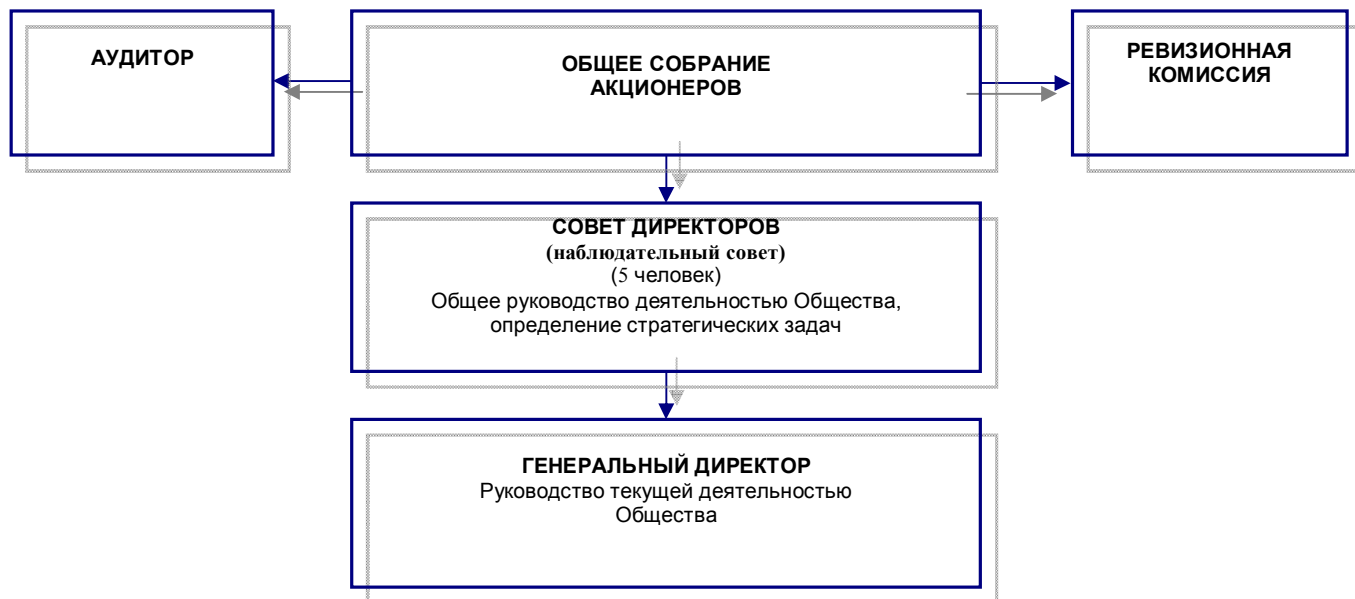 АУДИТОР
ОБЩЕЕ СОБРАНИЕ
АКЦИОНЕРОВ
РЕВИЗИОННАЯ
КОМИССИЯ
СОВЕТ ДИРЕКТОРОВ
(наблюдательный совет)
(5 человек)
Общее руководство деятельностью Общества,
определение стратегических задач
ГЕНЕРАЛЬНЫЙ ДИРЕКТОР
Руководство текущей деятельностью
Общества